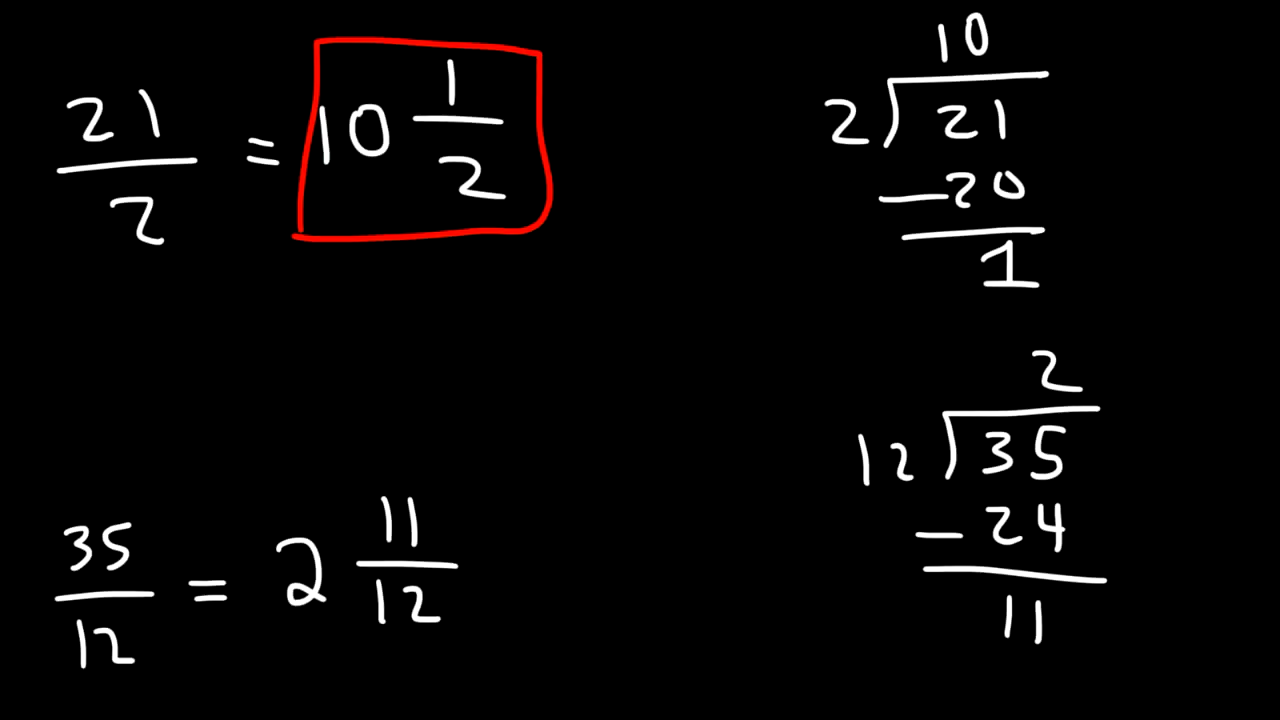 21/2 = 10 1/2
10
2 ) 21
− 20
1
35/12 = 2 11/12
2
12 ) 35
− 24
11